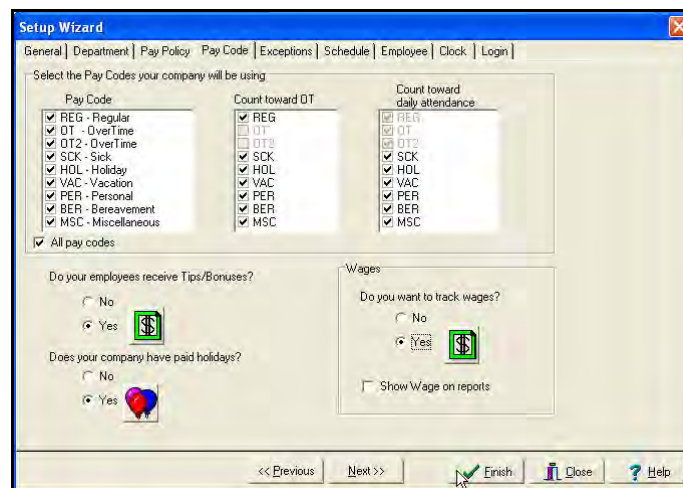 Setup Wizard
General Department Pay Policy Pay Code Exceptions Schedule Employee Clock Login
Select the Pay Codes your company will be using
Pay Code
REG - Regular
OT - OverTime
OT2 - OverTime
SCK - Sick
HOL - Holiday
VAC - Vacation
PER - Personal
BER - Bereavement
MSC - Miscellaneous
All pay codes
Count toward OT
REG
OT
OT2
SCK
HOL
VAC
PER
BER
MSC
Count toward
daily attendance
REG
OT
OT2
SCK
HOL
VAC
PER
BER
MSC
Do your employees receive Tips/Bonuses?
No
Yes
Does your company have paid holidays?
No
Yes
Wages
Do you want to track wages?
No
Yes
Show Wage on reports
<< Previous Next >> Finish Close Help